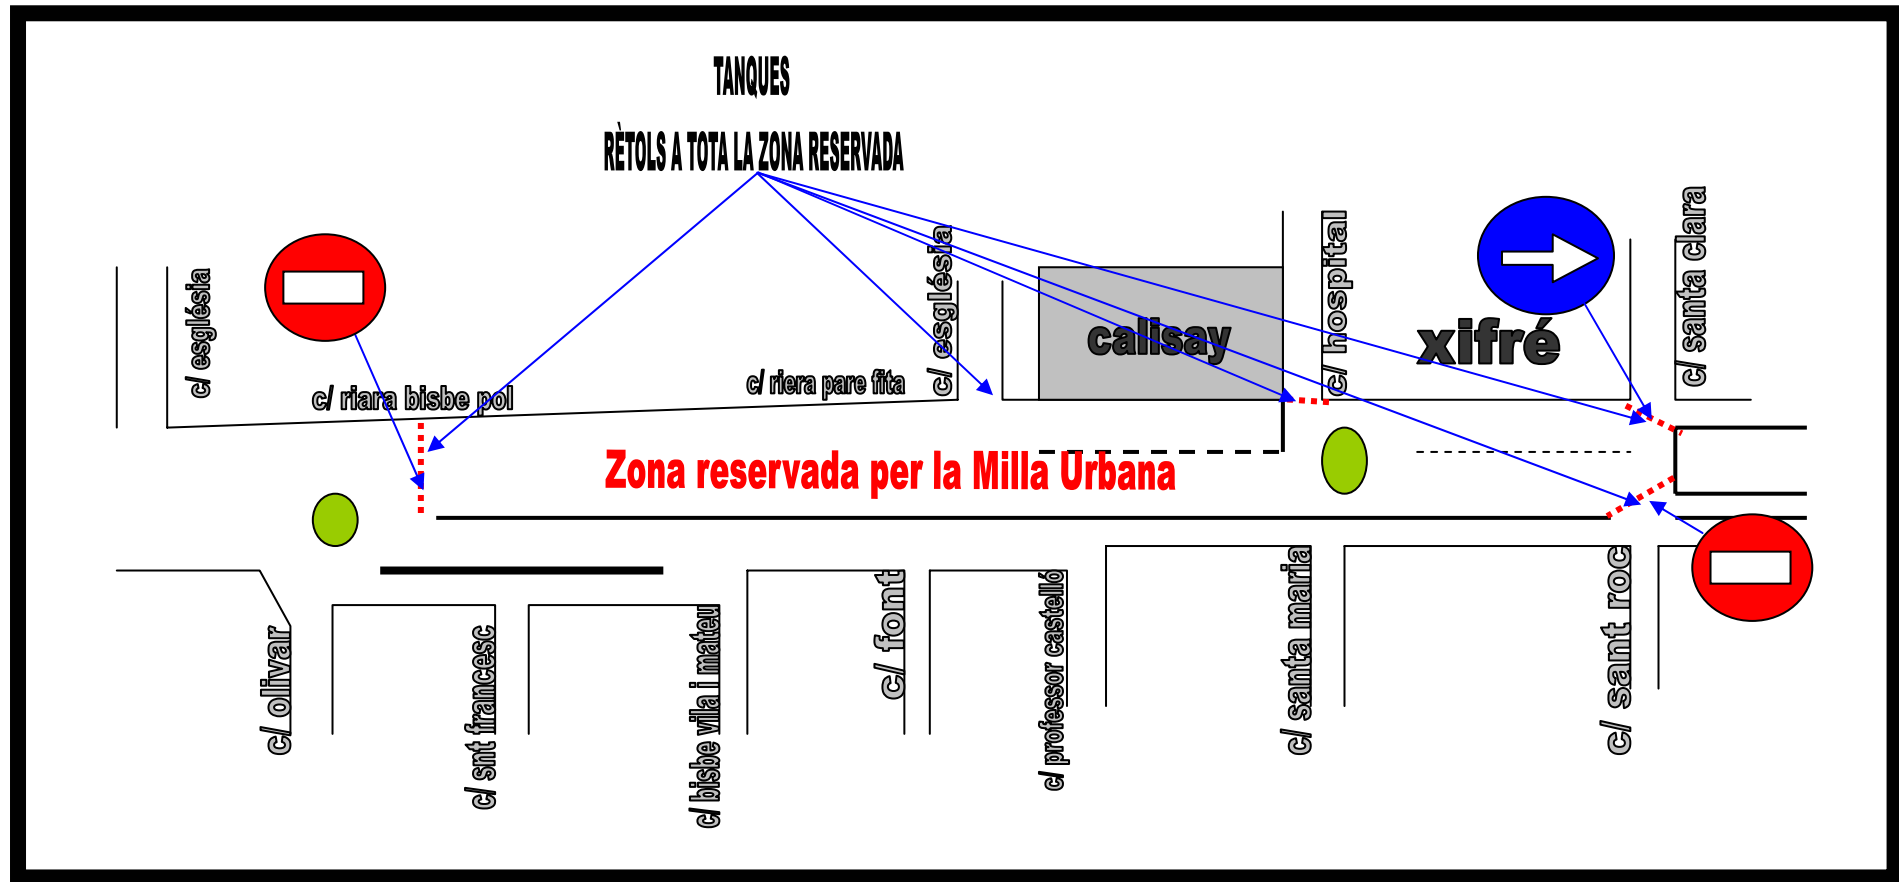 TANQUES
RÈTOLS A TOTA LA ZONA RESERVADA
c/ església
c/ riara bisbe pol
c/ riera pare fita
c/ església
calisay
c/ hospital
xifré
c/ santa clara
Zona reservada per la Milla Urbana
c/ olivar
c/ snt francesc
c/ bisbe vila i mateu
c/ font
c/ professor castelló
c/ santa maria
c/ sant roc